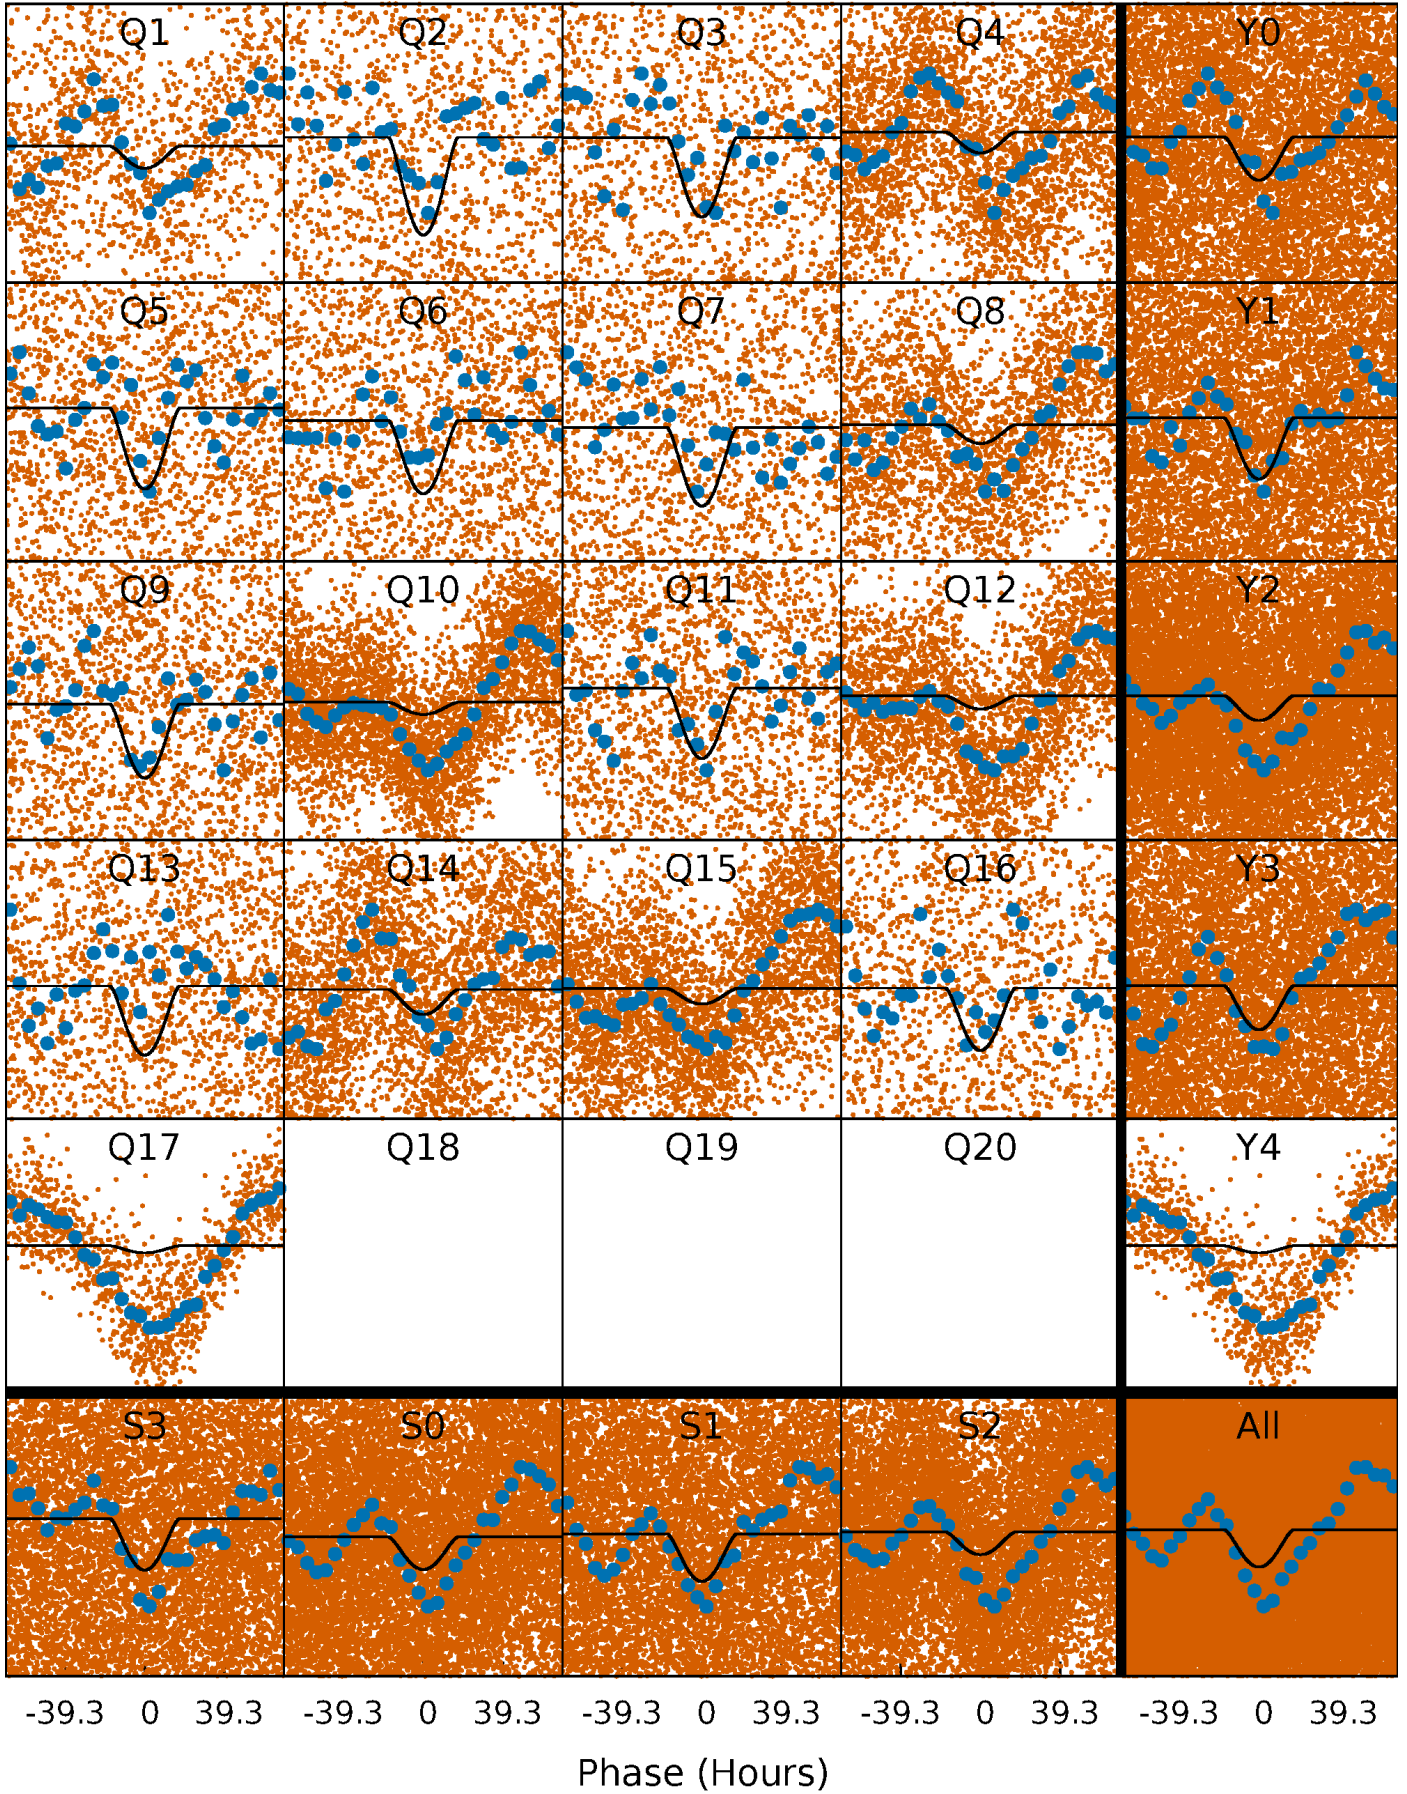 Q1 Q2 Q3 Q4 Y0
Q5 Q6 Q7 Q8 Y1
Q9 Q10 Q11 Q12 Y2
Q13 Q14 Q15 Q16 Y3
Q17 Q18 Q19 Q20 Y4
S3 S0 S1 S2 All
-39.3 0 39.3 -39.3 0 39.3 -39.3 0 39.3 -39.3 0 39.3 -39.3 0 39.3
Phase (Hours)